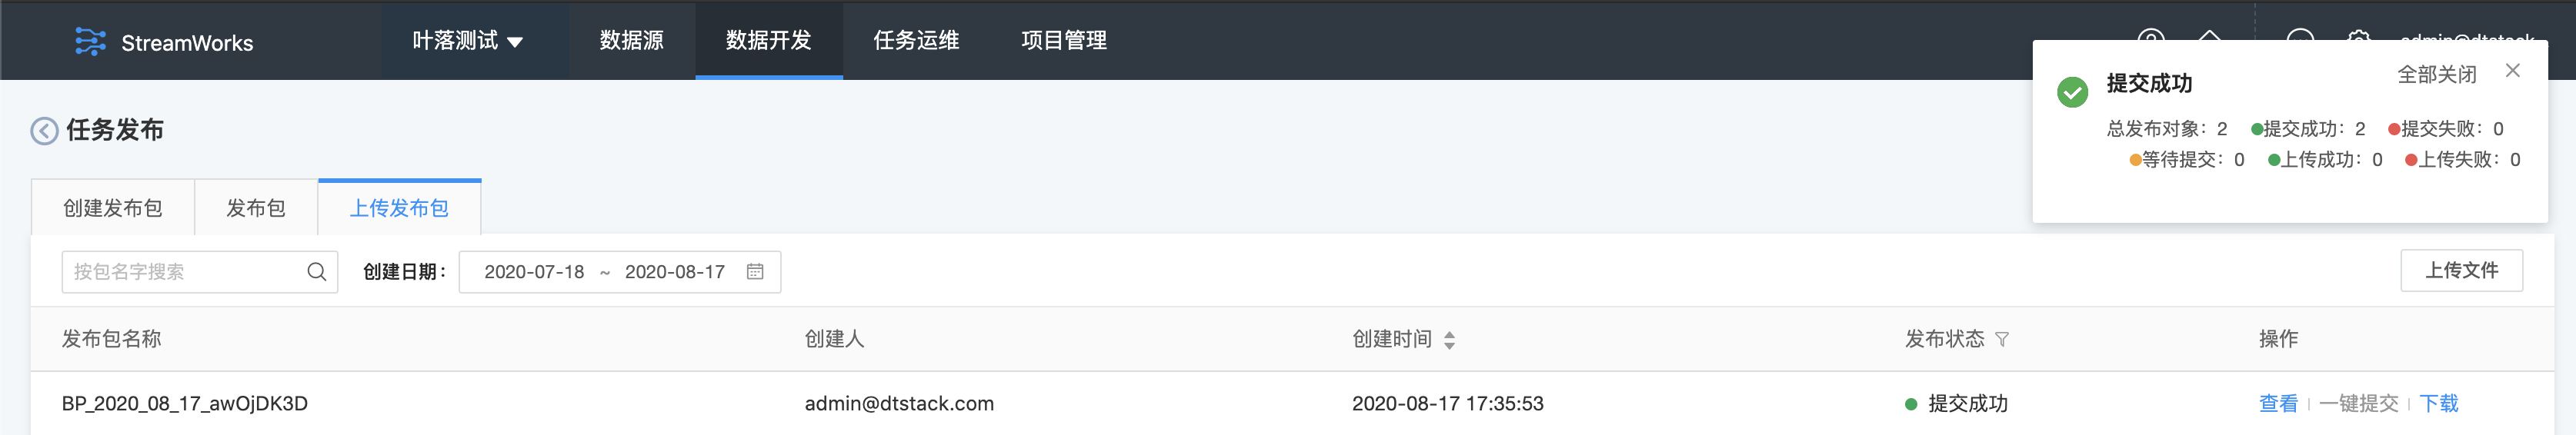 StreamWorks 叶落测试 数据源 数据开发 任务运维 项目管理 admin@dtstack
提交成功 全部关闭
总发布对象：2 提交成功：2 提交失败：0
等待提交：0 上传成功：0 上传失败：0
任务发布
创建发布包 发布包 上传发布包
按包名字搜索 创建日期： 2020-07-18 ~ 2020-08-17 上传文件
发布包名称 创建人 创建时间 发布状态 操作
BP_2020_08_17_awOjDK3D admin@dtstack.com 2020-08-17 17:35:53 提交成功 查看 一键提交 下载